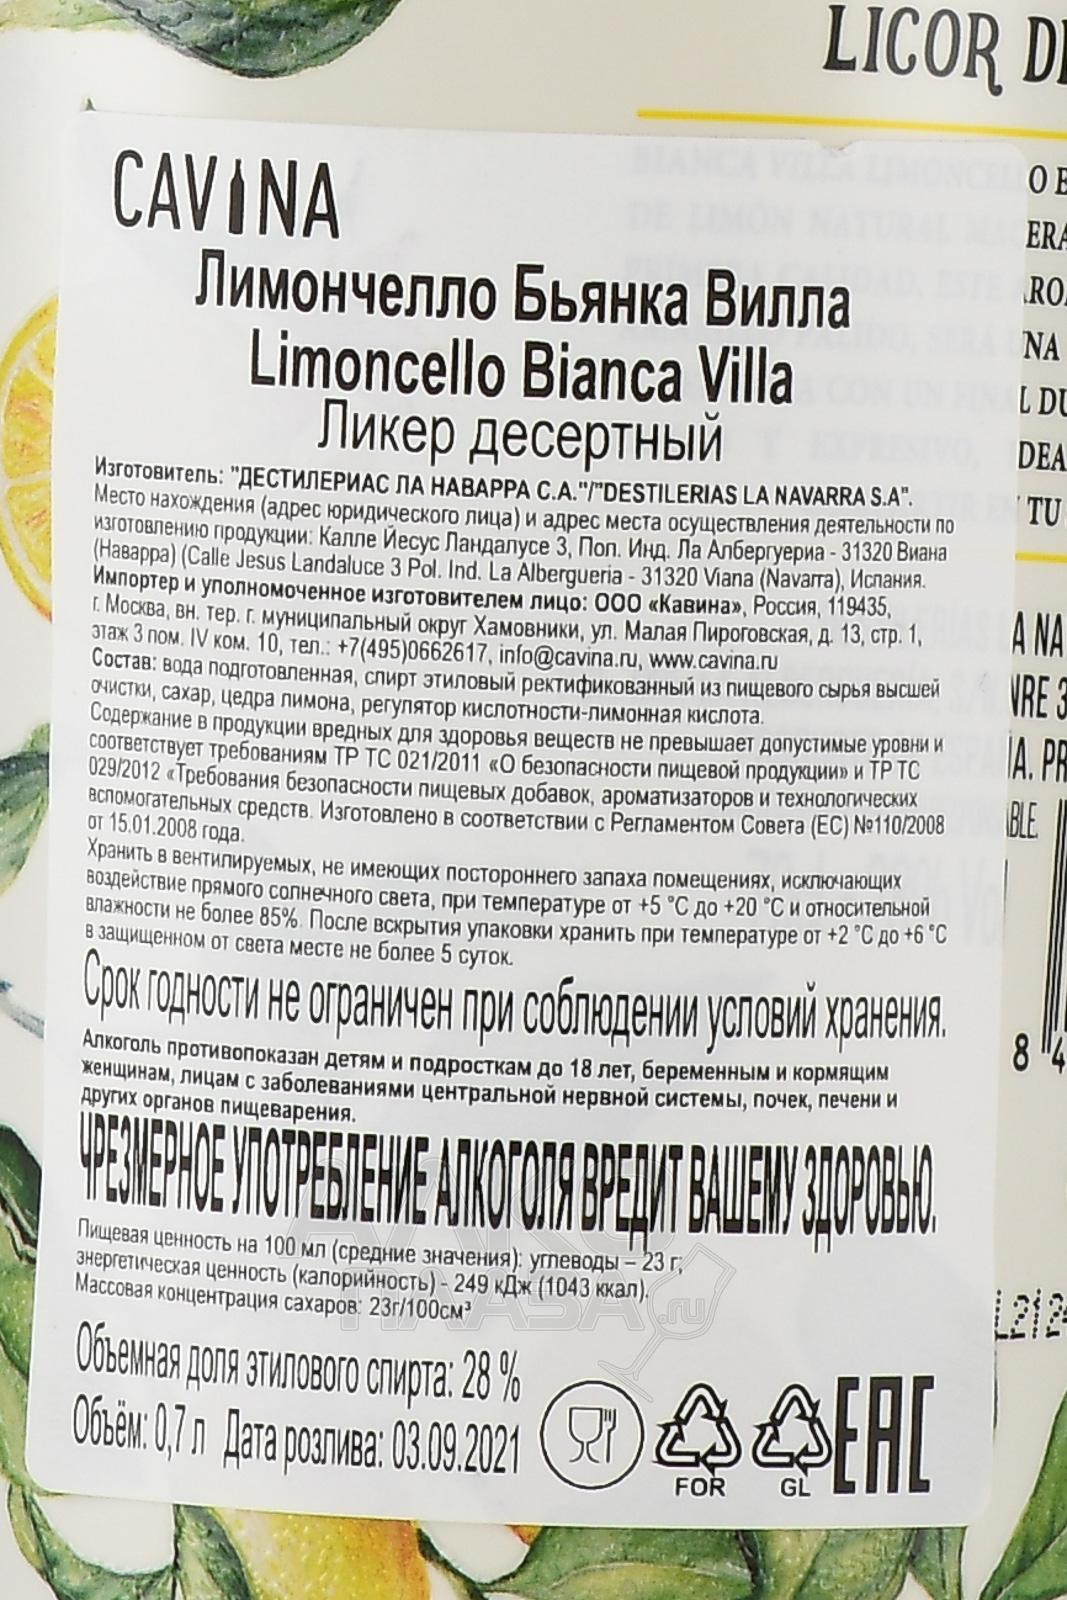 LICOR
CAVINA
Лимончелло Бьянка Вилла
Limoncello Bianca Villa
Ликер десертный
Изготовитель: "ДЕСТИЛЕРИАС ЛА НАВАРРА С.А."/"DESTILERIAS LA NAVARRA S.A".
Место нахождения (адрес юридического лица) и адрес места осуществления деятельности по
изготовлению продукции: Калле Йесус Ландалусе 3, Пол. Инд. Ла Албергуериа - 31320 Виана
(Наварра) (Calle Jesus Landaluce 3 Pol. Ind. La Albergueria - 31320 Viana (Navarra), Испания.
Импортер и уполномоченное изготовителем лицо: ООО «Кавина», Россия, 119435,
г. Москва, вн. тер. г. муниципальный округ Хамовники, ул. Малая Пироговская, д. 13, стр. 1,
этаж 3 пом. IV ком. 10, тел.: +7(495)0662617, info@cavina.ru, www.cavina.ru
Состав: вода подготовленная, спирт этиловый ректификованный из пищевого сырья высшей
очистки, сахар, цедра лимона, регулятор кислотности-лимонная кислота.
Содержание в продукции вредных для здоровья веществ не превышает допустимые уровни и
соответствует требованиям ТР ТС 021/2011 «О безопасности пищевой продукции» и ТР ТС
029/2012 «Требования безопасности пищевых добавок, ароматизаторов и технологических
вспомогательных средств. Изготовлено в соответствии с Регламентом Совета (ЕС) №110/2008
от 15.01.2008 года.
Хранить в вентилируемых, не имеющих постороннего запаха помещениях, исключающих
воздействие прямого солнечного света, при температуре от +5 °С до +20 °С и относительной
влажности не более 85%. После вскрытия упаковки хранить при температуре от +2 °С до +6 °С
в защищенном от света месте не более 5 суток.
Срок годности не ограничен при соблюдении условий хранения.
Алкоголь противопоказан детям и подросткам до 18 лет, беременным и кормящим
женщинам, лицам с заболеваниями центральной нервной системы, почек, печени и
других органов пищеварения.
ЧРЕЗМЕРНОЕ УПОТРЕБЛЕНИЕ АЛКОГОЛЯ ВРЕДИТ ВАШЕМУ ЗДОРОВЬЮ.
Пищевая ценность на 100 мл (средние значения): углеводы – 23 г;
энергетическая ценность (калорийность) - 249 кДж (1043 ккал).
Массовая концентрация сахаров: 23г/100см³
Объемная доля этилового спирта: 28 %
Объём: 0,7 л Дата розлива: 03.09.2021
FOR
GL
EAC